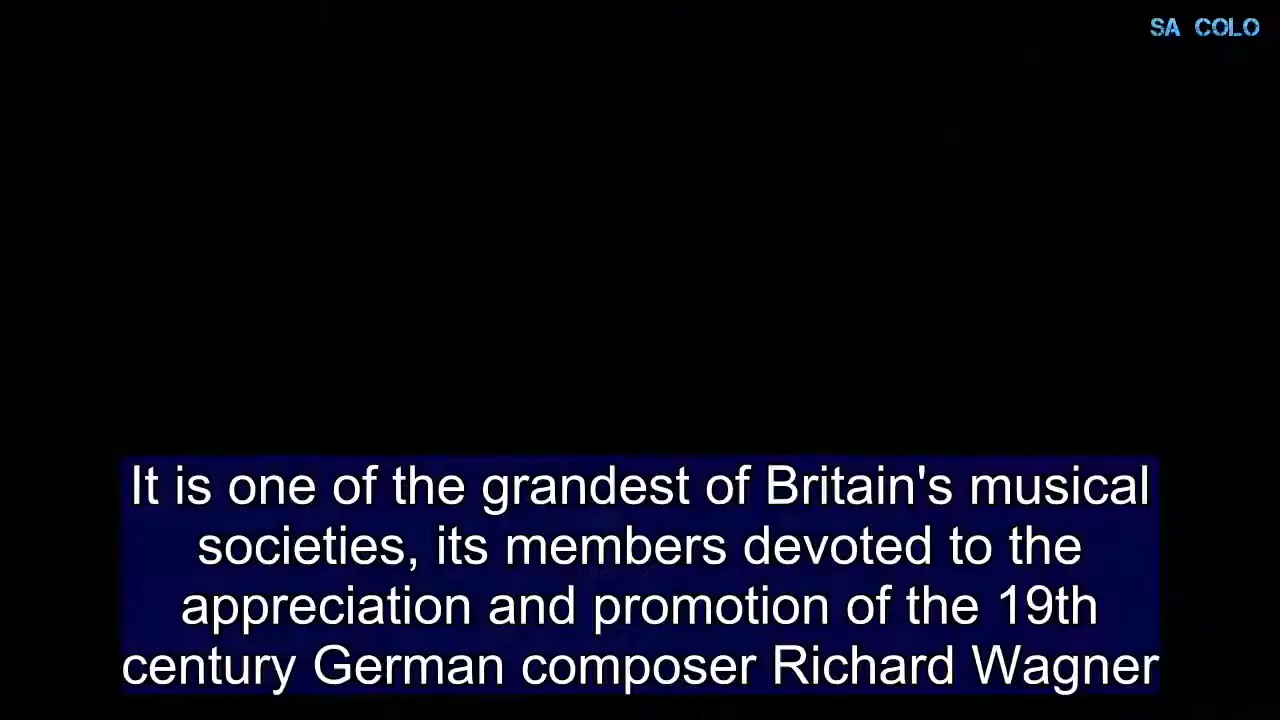 SA COLO
It is one of the grandest of Britain's musical
societies, its members devoted to the
appreciation and promotion of the 19th
century German composer Richard Wagner